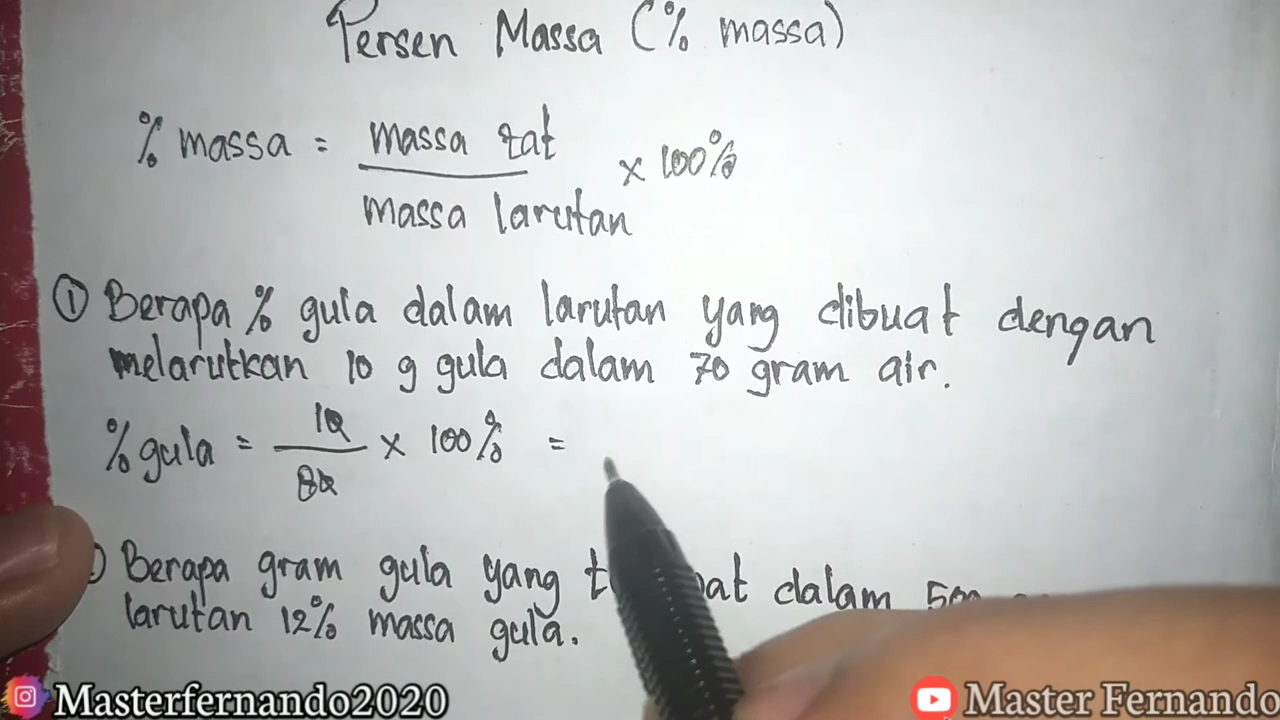 Persen Massa (% massa)
% massa = massa zat / massa larutan × 100%
① Berapa % gula dalam larutan yang dibuat dengan
melarutkan 10 g gula dalam 70 gram air.
% gula = 10/80 × 100% =
Berapa gram gula yang dalam
larutan 12% massa gula.
Masterfernando2020
Master Fernando